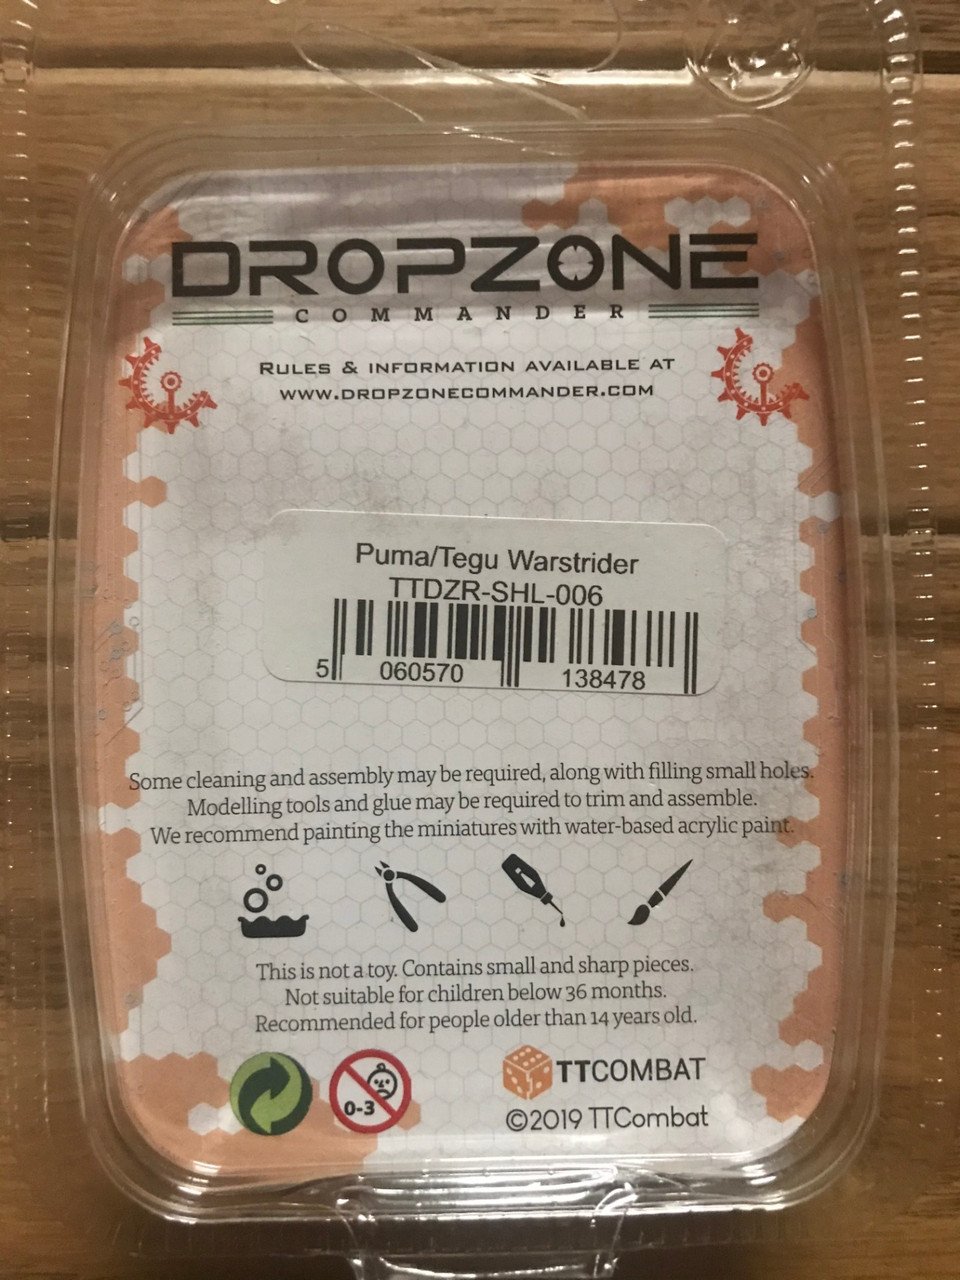 DROPZONE
COMMANDER
RULES & INFORMATION AVAILABLE AT
WWW.DROPZONECOMMANDER.COM
Puma/Tegu Warstrider
TTDZR-SHL-006
5 060570 138478
Some cleaning and assembly may be required, along with filling small holes.
Modelling tools and glue may be required to trim and assemble.
We recommend painting the miniatures with water-based acrylic paint.
This is not a toy. Contains small and sharp pieces.
Not suitable for children below 36 months.
Recommended for people older than 14 years old.
0-3
TTCOMBAT
©2019 TTCombat